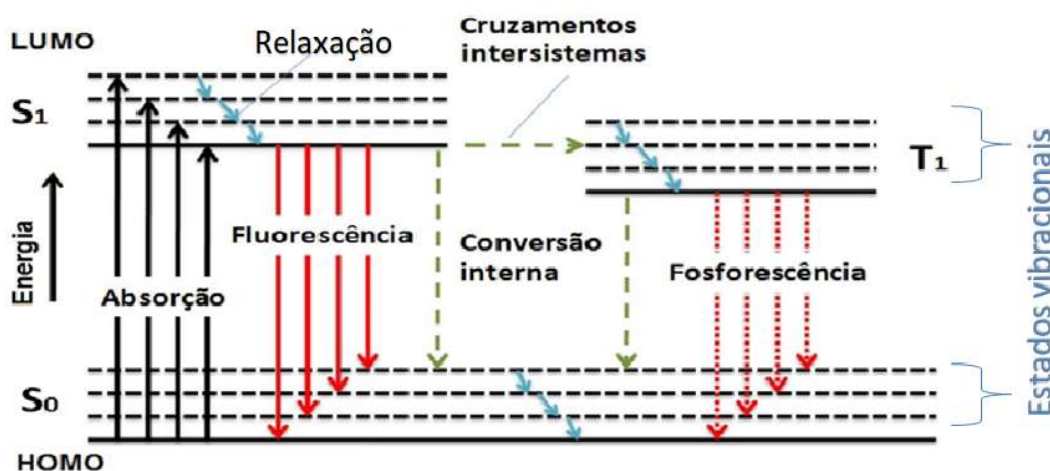 LUMO
Relaxação
Cruzamentos
intersistemas
S1
T1
Energia
Absorção
Fluorescência
Conversão
interna
Fosforescência
Estados vibracionais
S0
HOMO